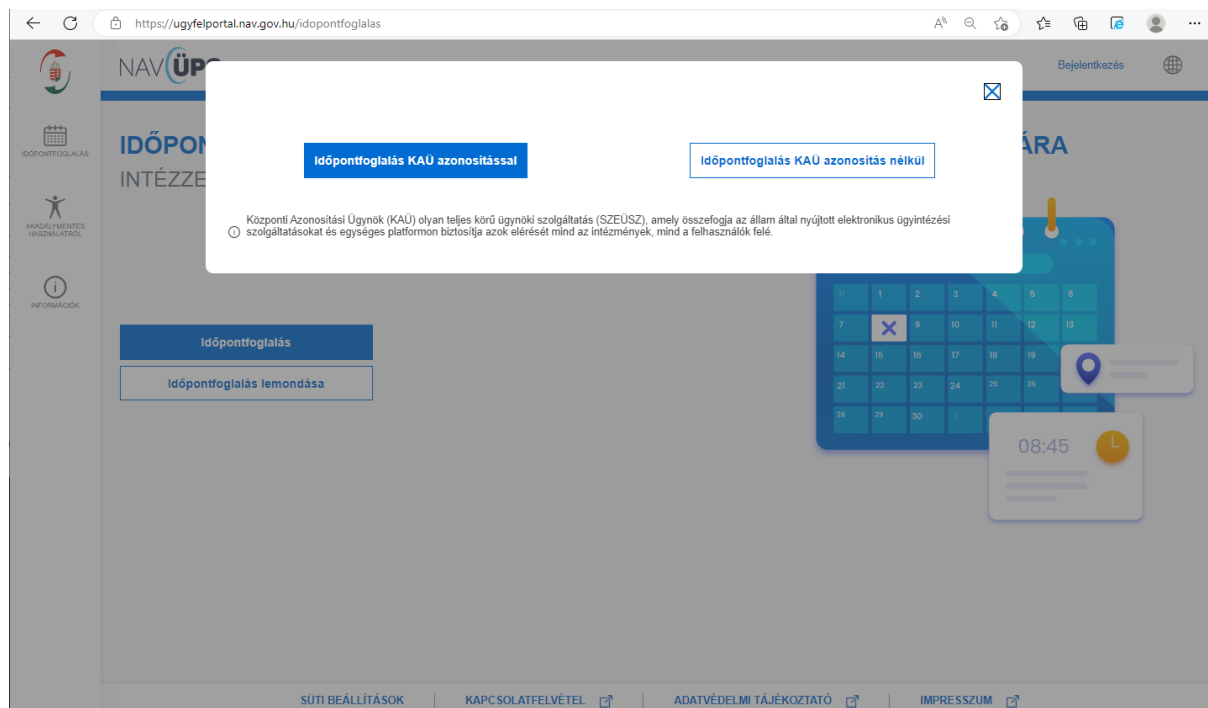 https://ugyfelportal.nav.gov.hu/idopontfoglalas
NAV ÜP
Bejelentkezés
IDŐPONTFOGLALÁS
AKADÁLYMENTES
HASZNÁLATRÓL
INFORMÁCIÓK
IDŐPON
ÁRA
INTÉZZE
Időpontfoglalás KAÜ azonosítással
Időpontfoglalás KAÜ azonosítás nélkül
Központi Azonosítási Ügynök (KAÜ) olyan teljes körű ügynöki szolgáltatás (SZEÜSZ), amely összefogja az állam által nyújtott elektronikus ügyintézési
szolgáltatásokat és egységes platformon biztosítja azok elérését mind az intézmények, mind a felhasználók felé.
Időpontfoglalás
Időpontfoglalás lemondása
31 1 2 3 4 5 6
7 9 10 11 12 13
14 15 16 17 18 19
21 22 23 24 25 26
28 29 30 1
08:45
SÜTI BEÁLLÍTÁSOK
KAPCSOLATFELVÉTEL
ADATVÉDELMI TÁJÉKOZTATÓ
IMPRESSZUM